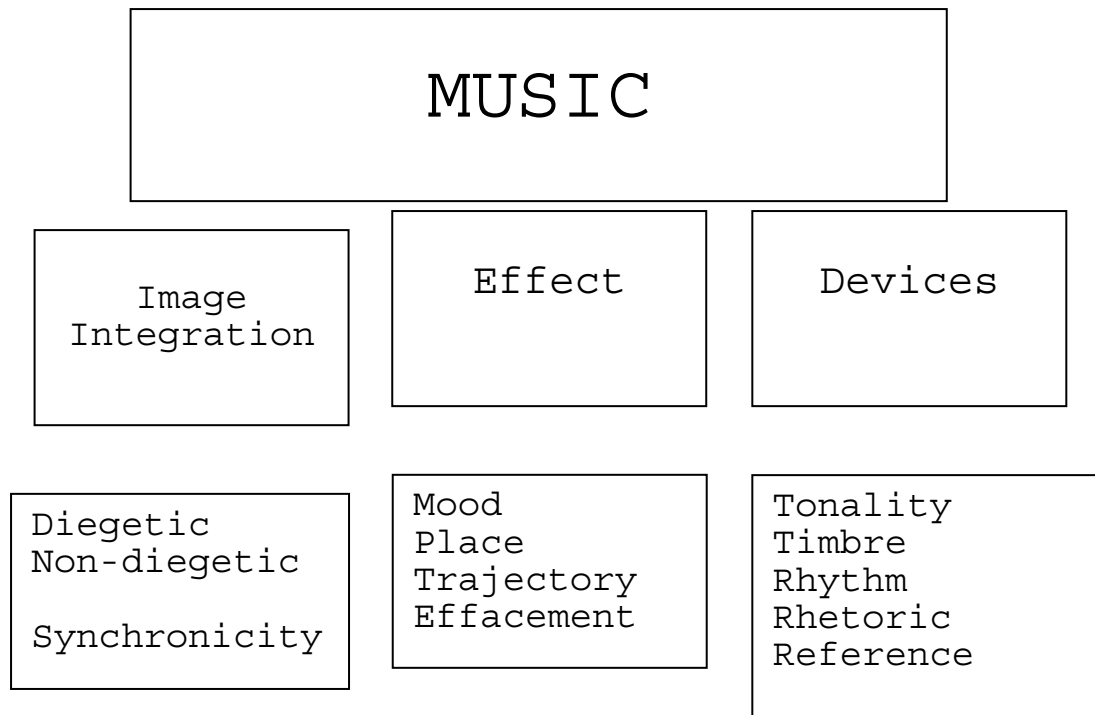 MUSIC
Image
Integration
Effect
Devices
Diegetic
Non-diegetic
Synchronicity
Mood
Place
Trajectory
Effacement
Tonality
Timbre
Rhythm
Rhetoric
Reference